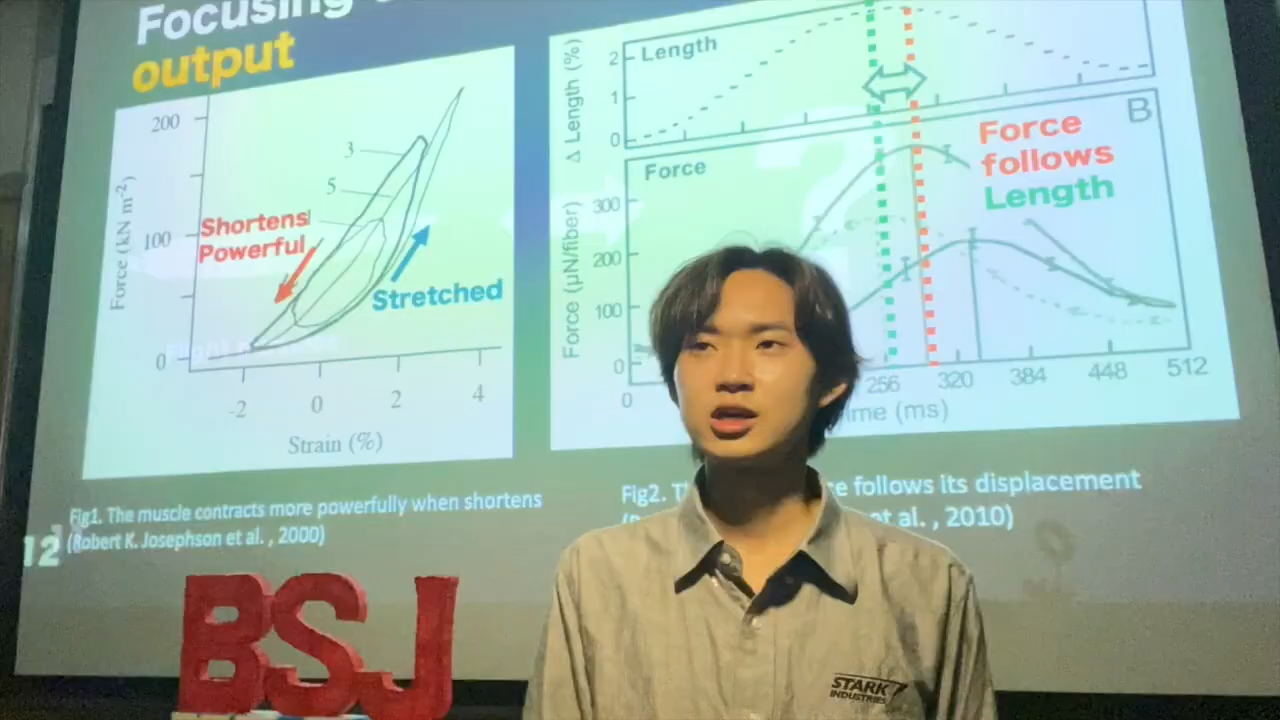 Focusing
output
200
100
0
Force (kN m-2)
3
5
Shortens
Powerful
Stretched
-2
0
2
4
Strain (%)
Fig1. The muscle contracts more powerfully when shortens
(Robert K. Josephson et al. , 2000)
Δ Length (%)
2
1
0
Length
B
Force
Force (μN/fiber)
300
200
100
0
Force
follows
Length
0
256
320
384
448
512
ime (ms)
Fig2.
follows its displacement
et al. , 2010)
12
BSJ
STARK
INDUSTRIES